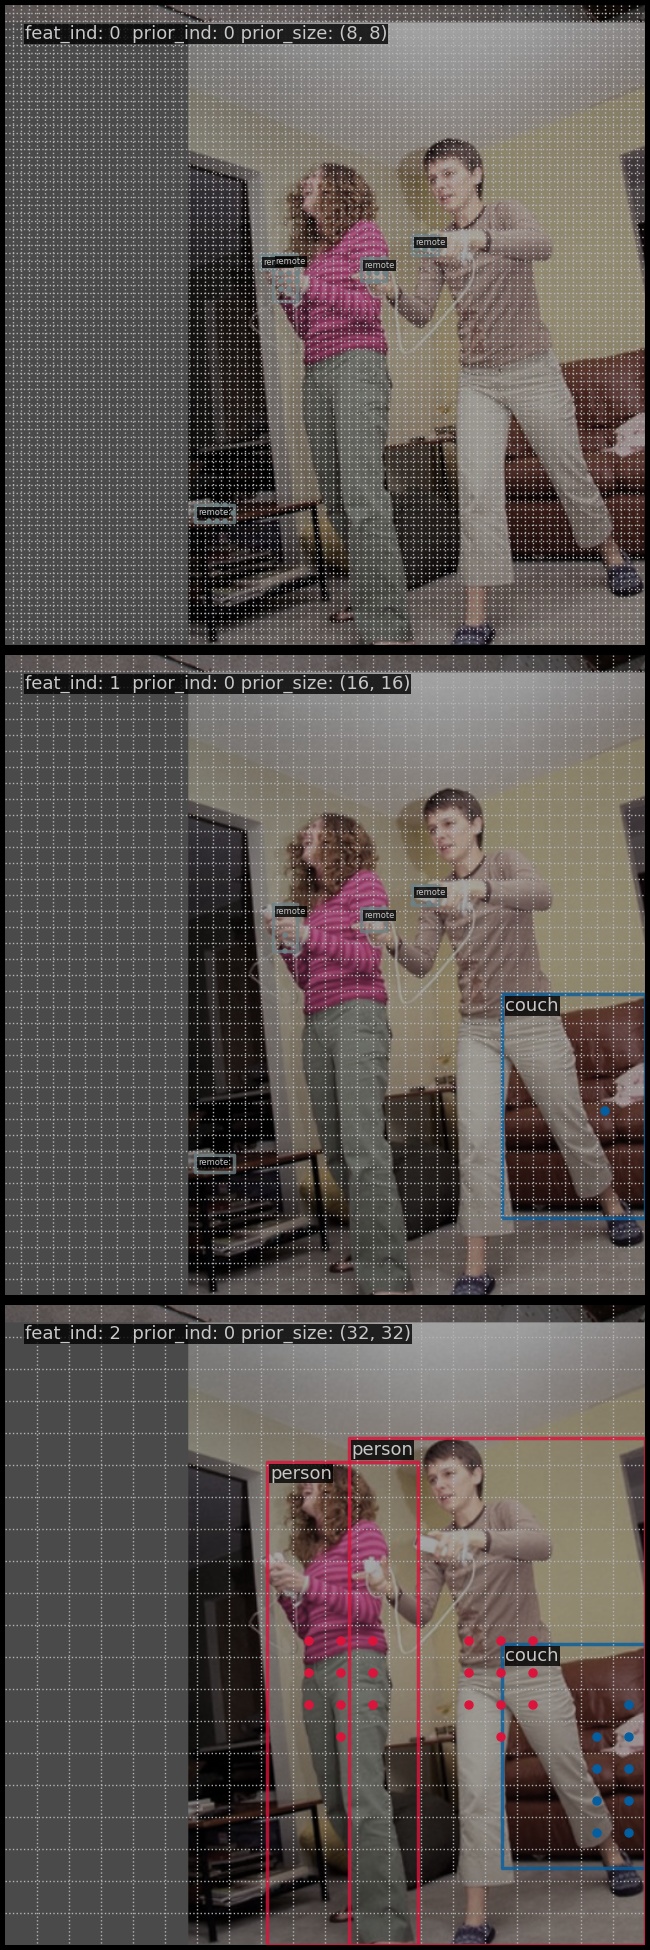 feat_ind: 0  prior_ind: 0 prior_size: (8, 8)
remote
remote
remote
remote
feat_ind: 1  prior_ind: 0 prior_size: (16, 16)
remote
remote
remote
couch
remote
feat_ind: 2  prior_ind: 0 prior_size: (32, 32)
person
person
couch